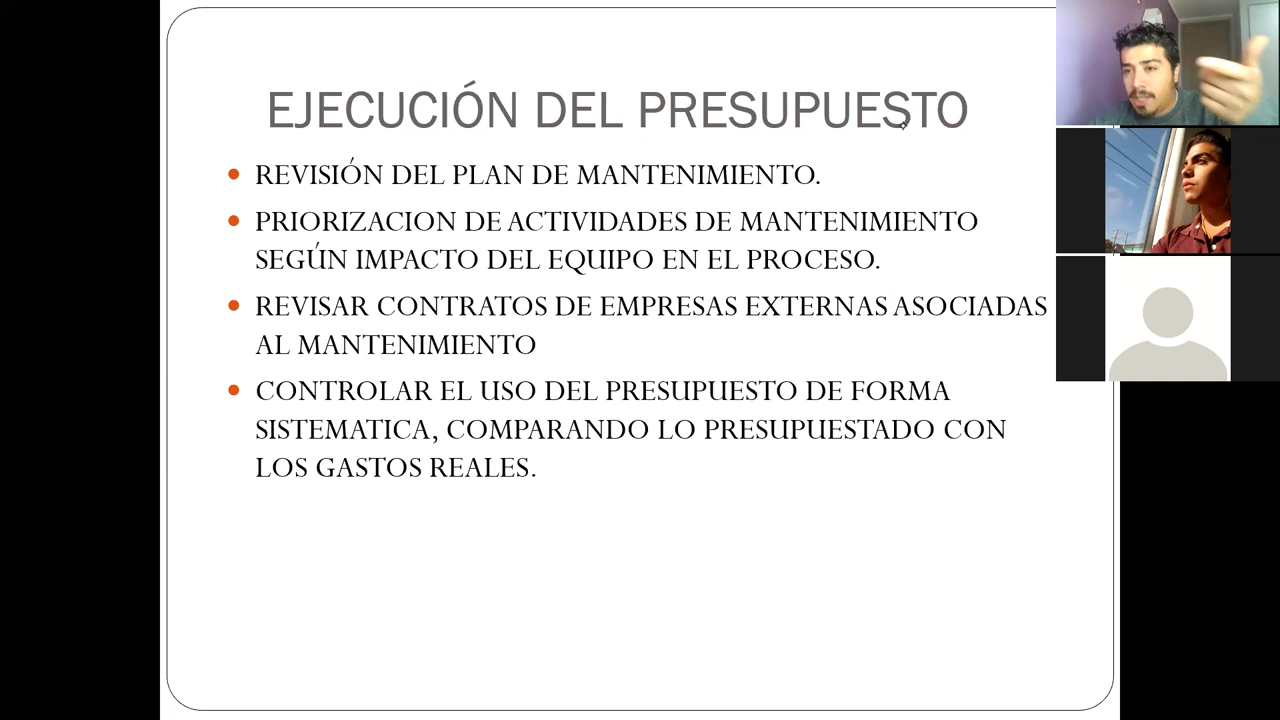 EJECUCIÓN DEL PRESUPUESTO
• REVISIÓN DEL PLAN DE MANTENIMIENTO.
• PRIORIZACION DE ACTIVIDADES DE MANTENIMIENTO
SEGÚN IMPACTO DEL EQUIPO EN EL PROCESO.
• REVISAR CONTRATOS DE EMPRESAS EXTERNAS ASOCIADAS
AL MANTENIMIENTO
• CONTROLAR EL USO DEL PRESUPUESTO DE FORMA
SISTEMATICA, COMPARANDO LO PRESUPUESTADO CON
LOS GASTOS REALES.